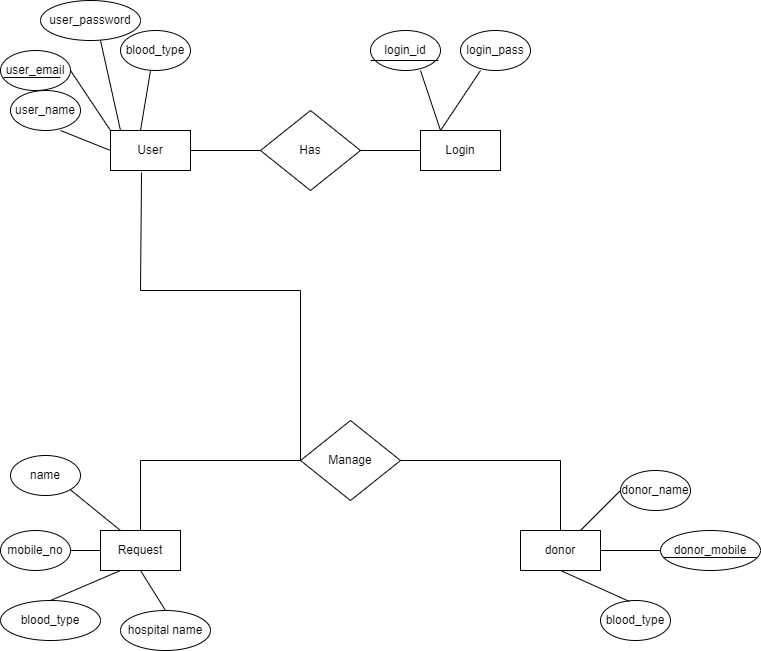 user_password
blood_type
login_id
login_pass
user_email
user_name
User
Has
Login
Manage
name
donor_name
mobile_no
Request
donor
donor_mobile
blood_type
hospital name
blood_type